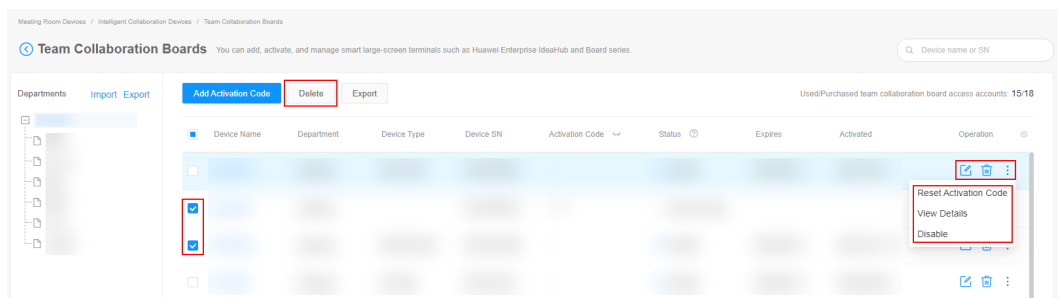 Meeting Room Devices / Intelligent Collaboration Devices / Team Collaboration Boards
Team Collaboration Boards You can add, activate, and manage smart large-screen terminals such as Huawei Enterprise IdeaHub and Board series.
Device name or SN
Departments Import Export
Add Activation Code Delete Export
Used/Purchased team collaboration board access accounts: 15/18
Device Name Department Device Type Device SN Activation Code Status Expires Activated Operation
Reset Activation Code
View Details
Disable